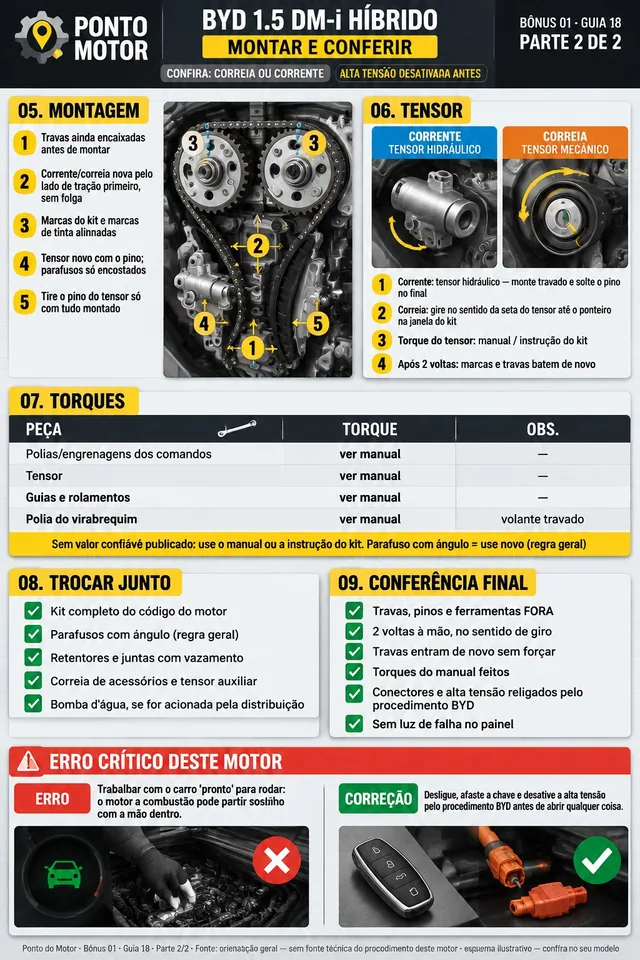 PONTO
MOTOR
BYD 1.5 DM-i HÍBRIDO
MONTAR E CONFERIR
CONFIRA: CORREIA OU CORRENTE
ALTA TENSÃO DESATIVADA ANTES
BÔNUS 01 · GUIA 18
PARTE 2 DE 2
05. MONTAGEM
1 Travas ainda encaixadas
antes de montar
2 Corrente/correia nova pelo
lado de tração primeiro,
sem folga
3 Marcas do kit e marcas
de tinta alinnadas
4 Tensor novo com o pino;
parafusos só encostados
5 Tire o pino do tensor só
com tudo montado
3
3
2
4
5
1
06. TENSOR
CORRENTE
TENSOR HIDRÁULICO
CORREIA
TENSOR MECÂNICO
1 Corrente: tensor hidráulico — monte travado e solte o pino
no final
2 Correia: gire no sentido da seta do tensor até o ponteiro
na janela do kit
3 Torque do tensor: manual / instrução do kit
4 Após 2 voltas: marcas e travas batem de novo
07. TORQUES
PEÇA TORQUE OBS.
Polias/engrenagens dos comandos ver manual —
Tensor ver manual —
Guias e rolamentos ver manual —
Polia do virabrequim ver manual volante travado
Sem valor confiávé publicado: use o manual ou a instrução do kit. Parafuso com ângulo = use novo (regra geral)
08. TROCAR JUNTO
Kit completo do código do motor
Parafusos com ângulo (regra geral)
Retentores e juntas com vazamento
Correia de acessórios e tensor auxiliar
Bomba d'água, se for acionada pela distribuição
09. CONFERÊNCIA FINAL
Travas, pinos e ferramentas FORA
2 voltas à mão, no sentido de giro
Travas entram de novo sem forçar
Torques do manual feitos
Conectores e alta tensão religados pelo
procedimento BYD
Sem luz de falha no painel
ERRO CRÍTICO DESTE MOTOR
ERRO
Trabalbar com o carro 'pronto' para rodar:
o motor a combustão pode partir sosinho
com a mão dentro.
CORREÇÃO
Desligue, afaste a chave e desative a alta tensão
pelo procedimento BYD antes de abrir qualquer coisa.
Ponto do Motor · Bônus 01 · Guia 18 · Parte 2/2 · Fonte: orienação geral — sem fonte técnica do procodimento deste motor · esquema ilustrativo — confira no seu modelo